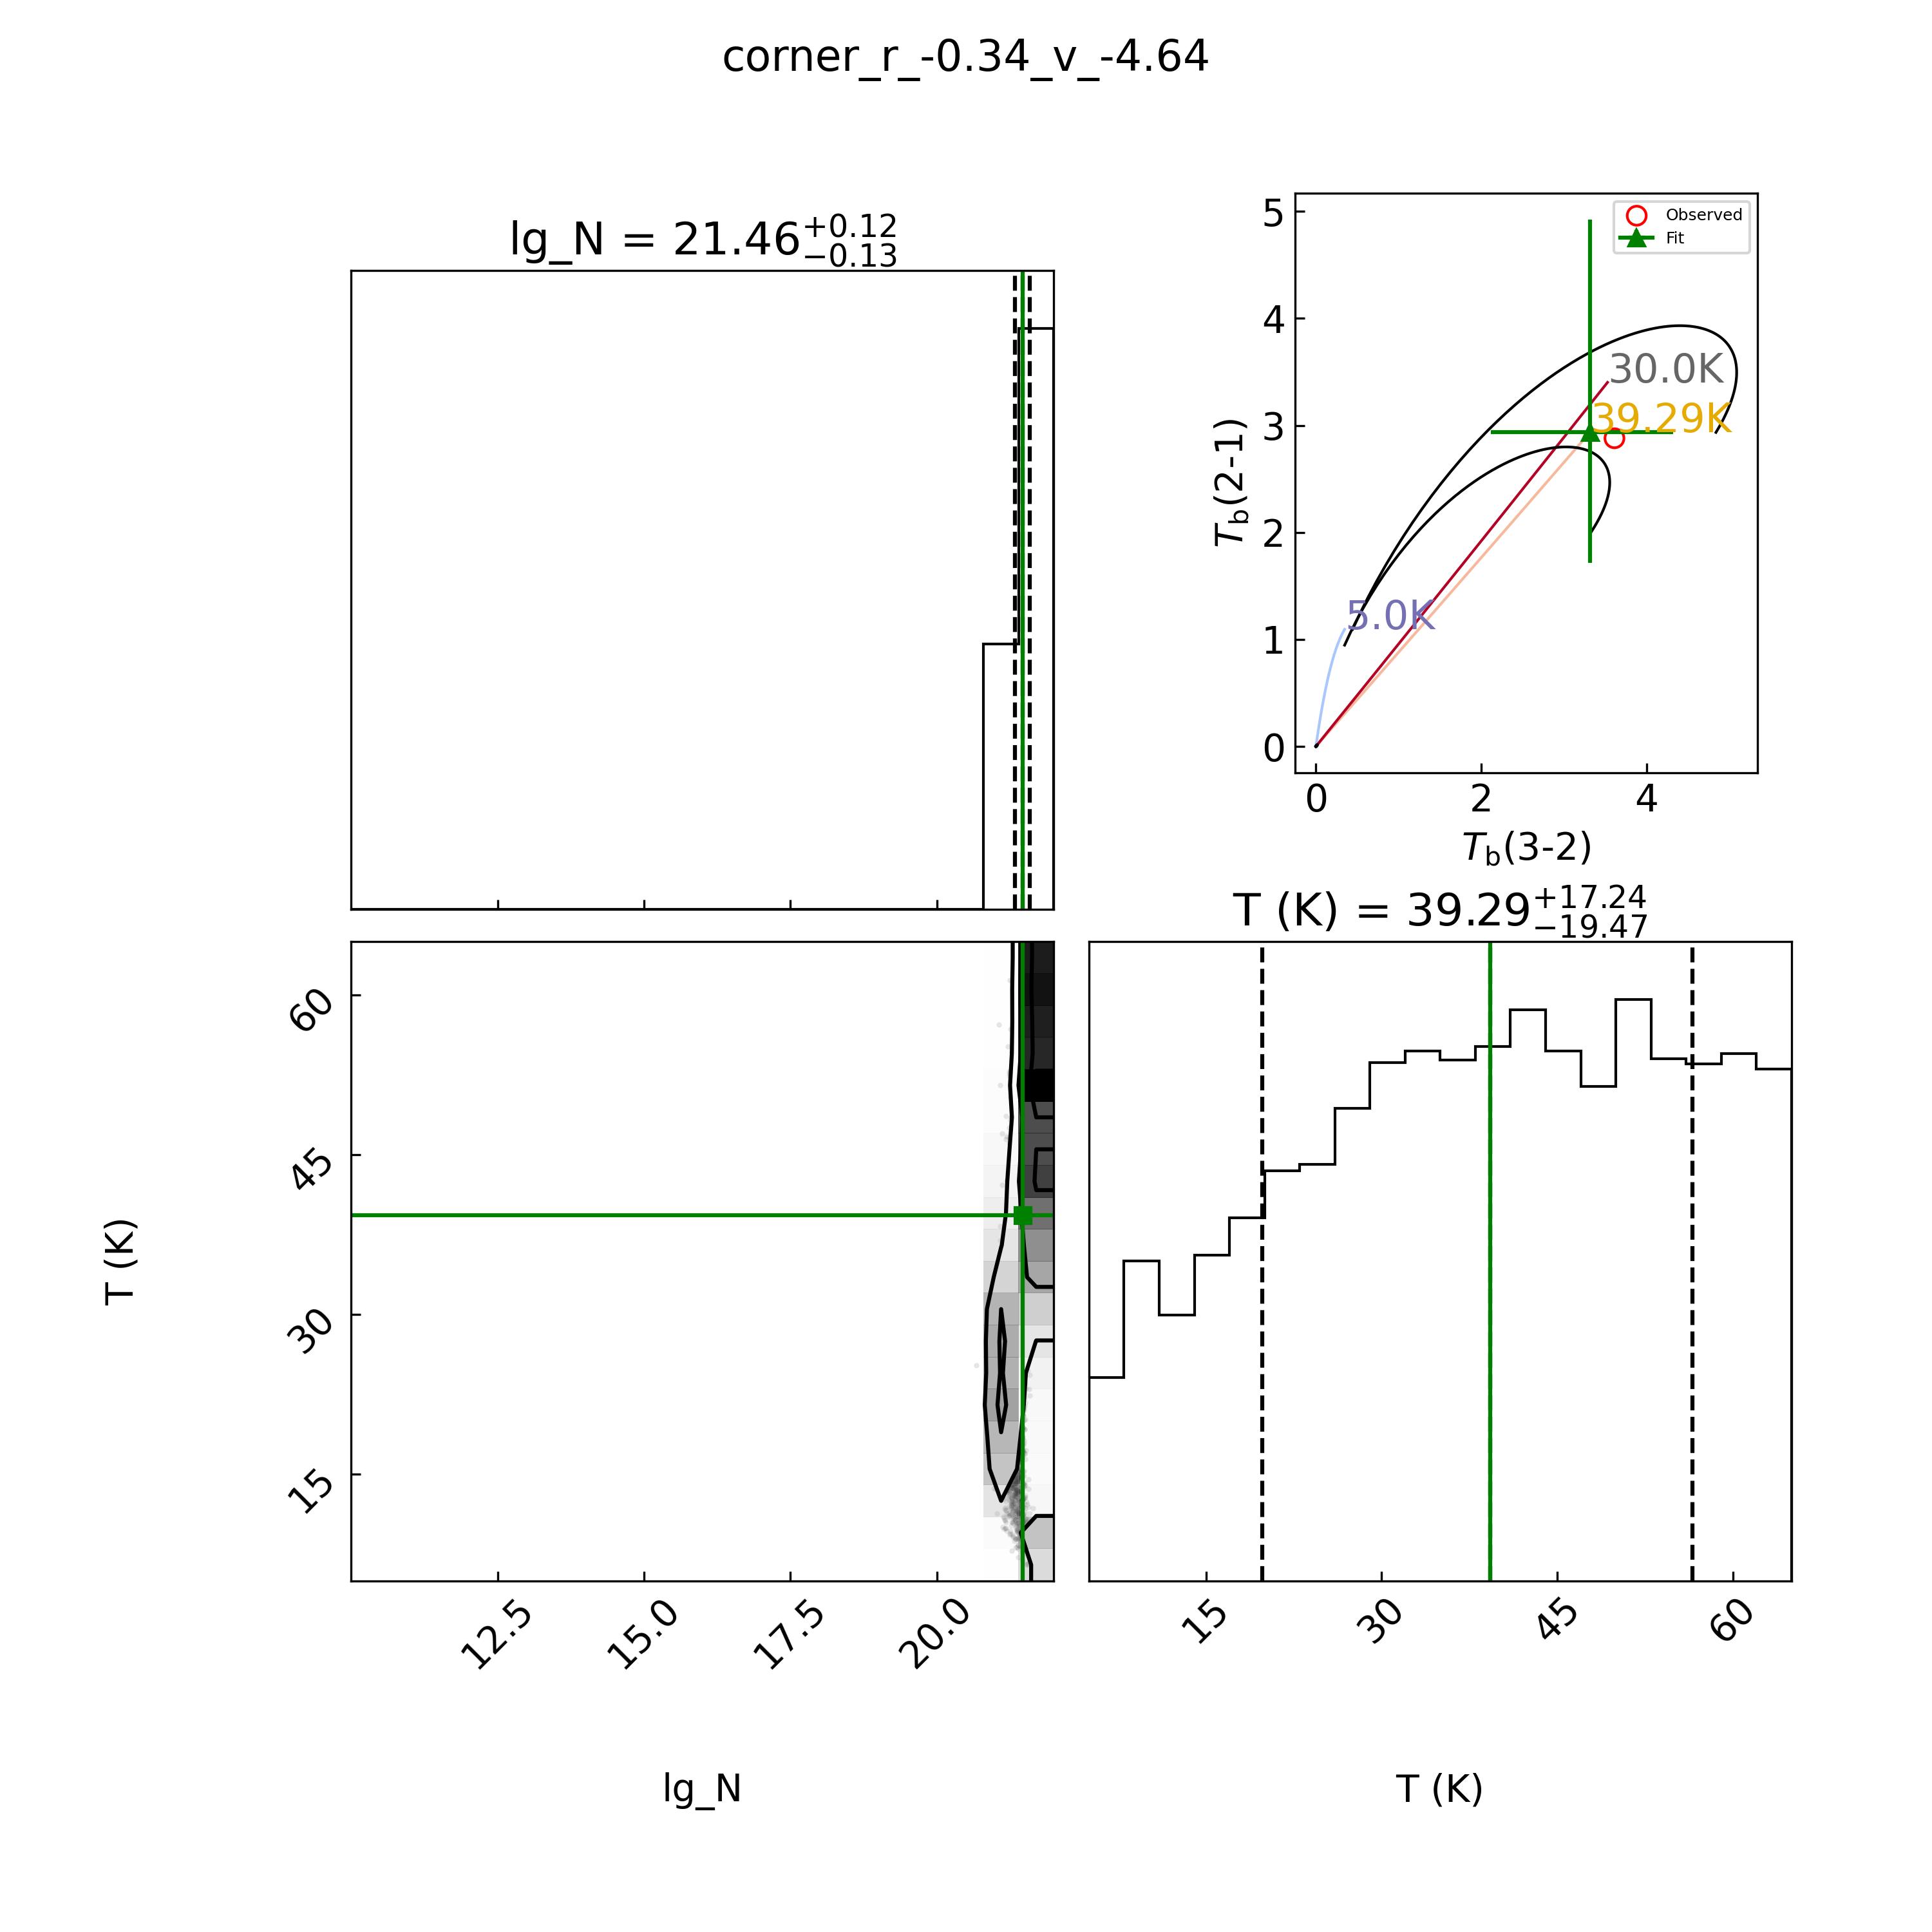 corner_r_-0.34_v_-4.64
lg_N = 21.46+0.12−0.13
5
4
3
2
1
0
Tb(2-1)
Observed
Fit
30.0K
39.29K
5.0K
0 2 4
Tb(3-2)
T (K) = 39.29+17.24−19.47
60
45
30
15
T (K)
12.5 15.0 17.5 20.0
15 30 45 60
lg_N
T (K)